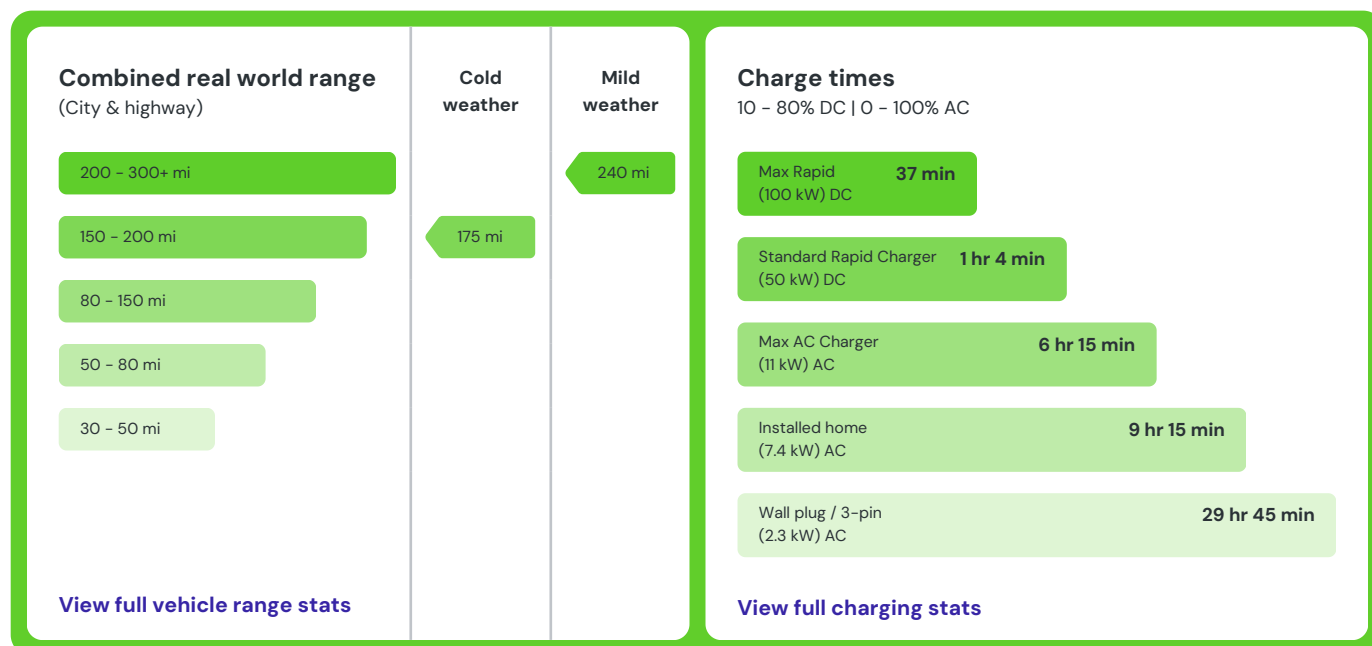 Combined real world range
(City & highway)
Cold
weather
Mild
weather
200 - 300+ mi
240 mi
150 - 200 mi
175 mi
80 - 150 mi
50 - 80 mi
30 - 50 mi
View full vehicle range stats
Charge times
10 - 80% DC | 0 - 100% AC
Max Rapid
(100 kW) DC
37 min
Standard Rapid Charger
(50 kW) DC
1 hr 4 min
Max AC Charger
(11 kW) AC
6 hr 15 min
Installed home
(7.4 kW) AC
9 hr 15 min
Wall plug / 3-pin
(2.3 kW) AC
29 hr 45 min
View full charging stats